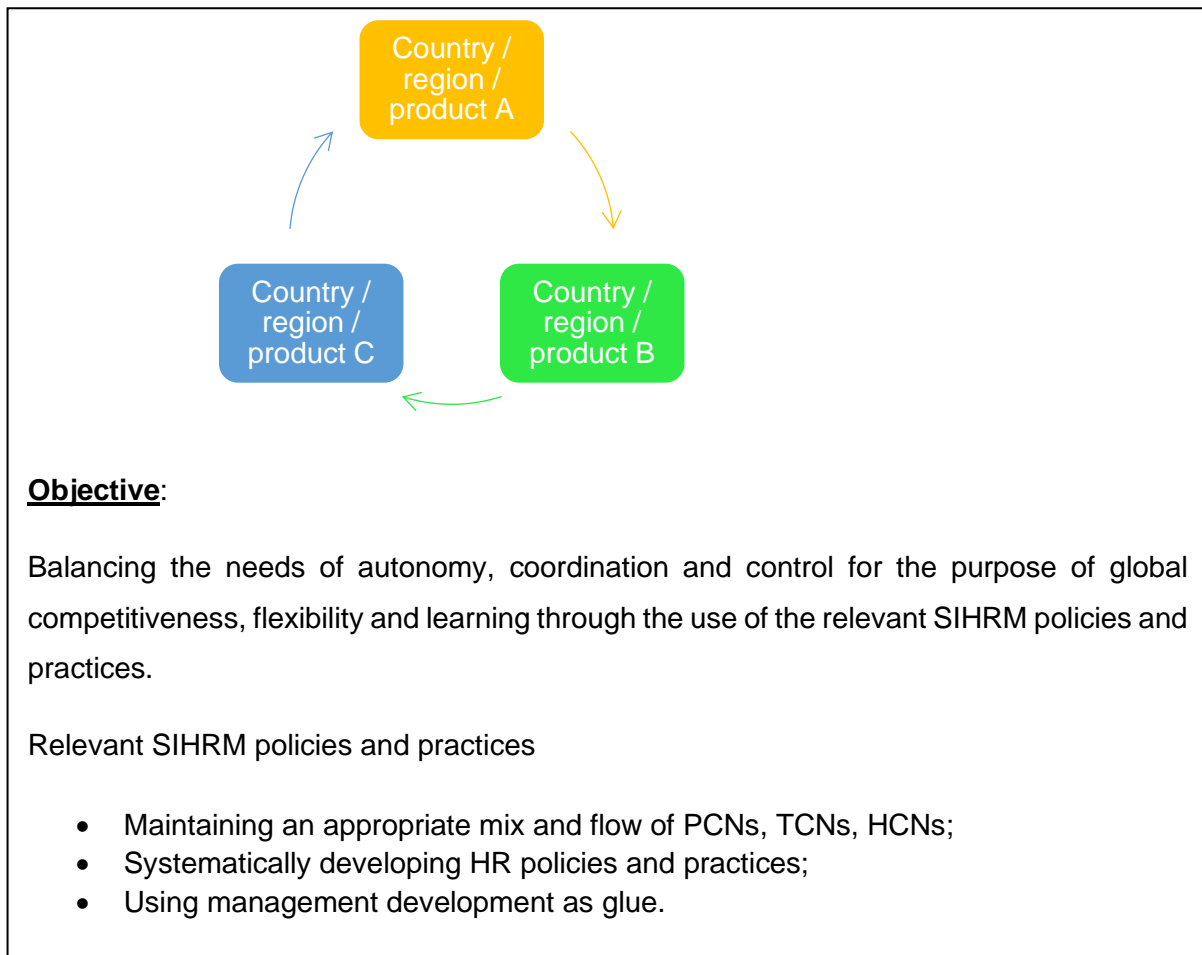 Country /
region /
product A
Country /
region /
product C
Country /
region /
product B
Objective:
Balancing the needs of autonomy, coordination and control for the purpose of global
competitiveness, flexibility and learning through the use of the relevant SIHRM policies and
practices.
Relevant SIHRM policies and practices
• Maintaining an appropriate mix and flow of PCNs, TCNs, HCNs;
• Systematically developing HR policies and practices;
• Using management development as glue.